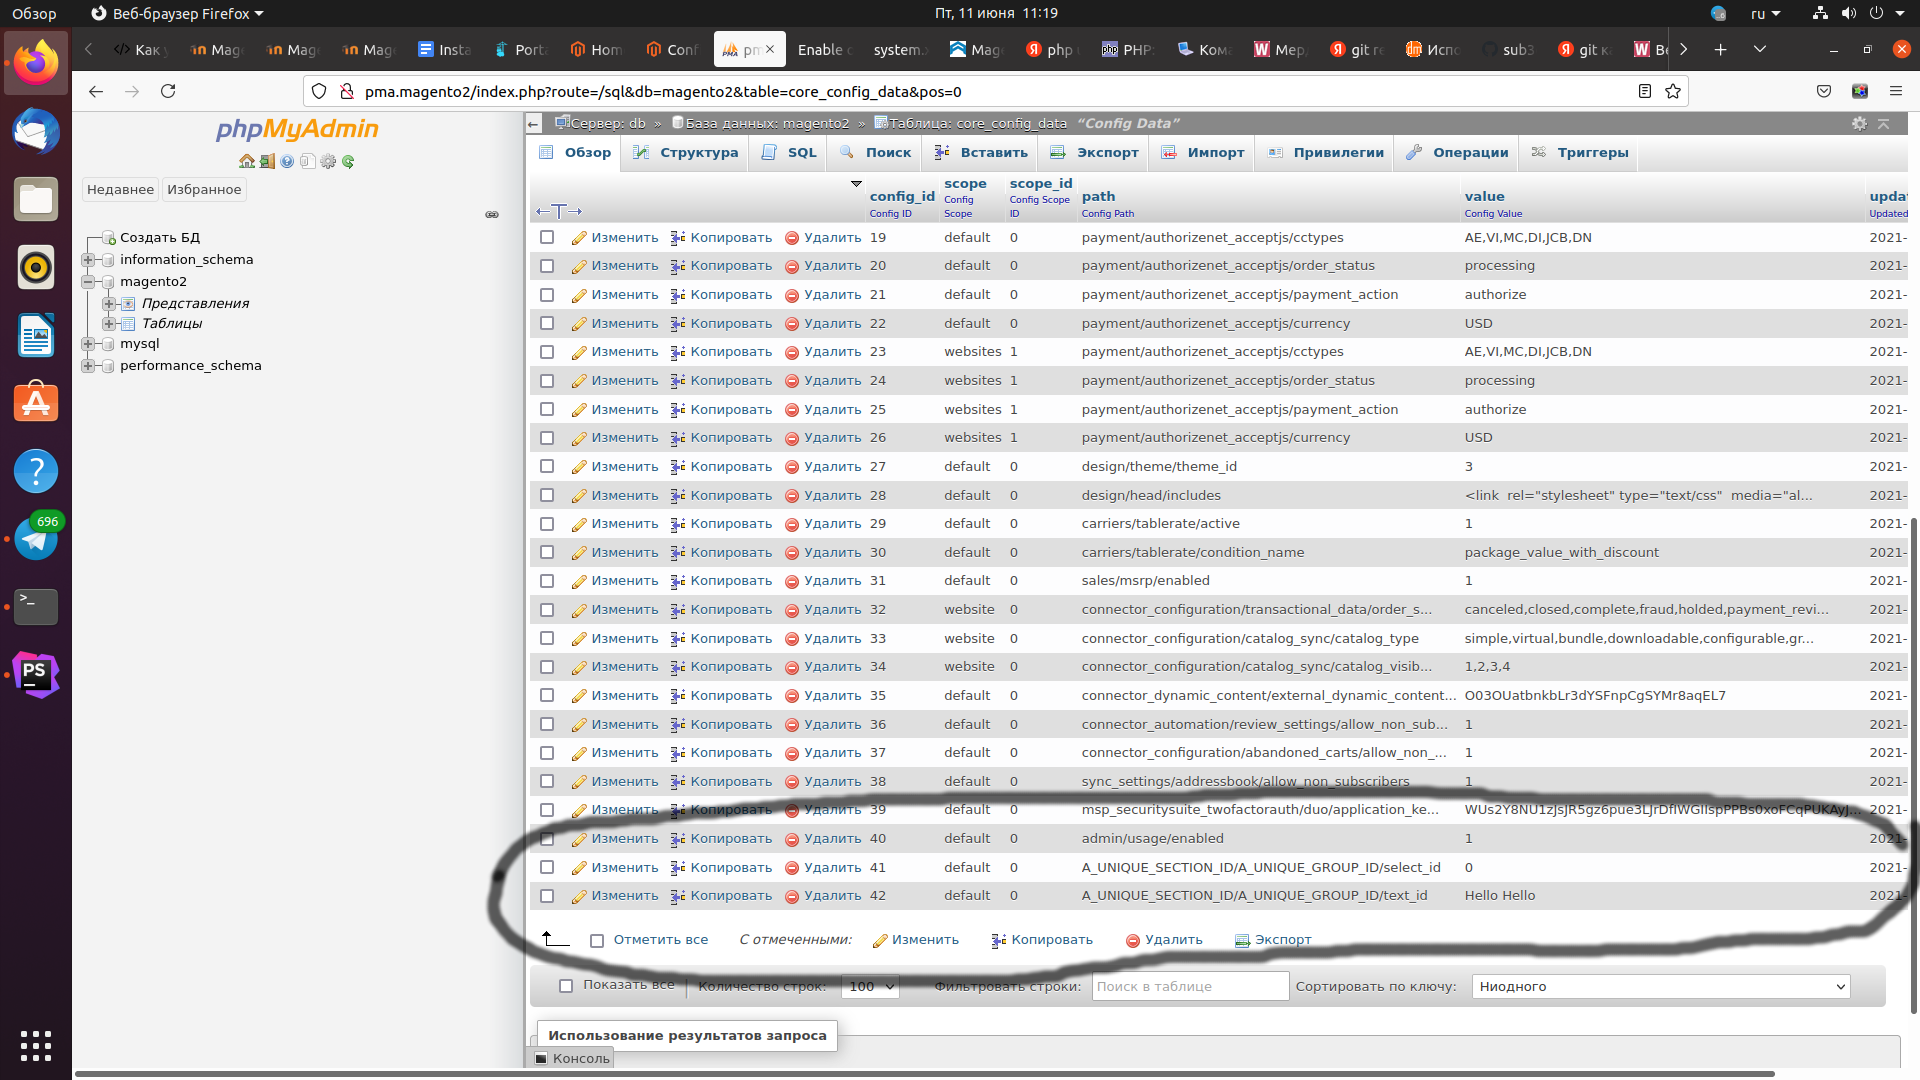 Обзор Веб-браузер Firefox Пт, 11 июня 11:19 ru
Как Mag Mag Mag Insta Porta Hom Conf pm Enable system. Mag php PHP: Ком Мер, git re Испо sub3 git к Ве
pma.magento2/index.php?route=/sql&db=magento2&table=core_config_data&pos=0
phpMyAdmin
Недавнее Избранное
Создать БД
information_schema
magento2
Представления
Таблицы
mysql
performance_schema
Сервер: db » База данных: magento2 » Таблица: core_config_data "Config Data"
Обзор Структура SQL Поиск Вставить Экспорт Импорт Привилегии Операции Триггеры
config_id scope scope_id path value updat
Config ID Config Scope Config Scope ID Config Path Config Value Updated
Изменить Копировать Удалить 19 default 0 payment/authorizenet_acceptjs/cctypes AE,VI,MC,DI,JCB,DN 2021-
Изменить Копировать Удалить 20 default 0 payment/authorizenet_acceptjs/order_status processing 2021-
Изменить Копировать Удалить 21 default 0 payment/authorizenet_acceptjs/payment_action authorize 2021-
Изменить Копировать Удалить 22 default 0 payment/authorizenet_acceptjs/currency USD 2021-
Изменить Копировать Удалить 23 websites 1 payment/authorizenet_acceptjs/cctypes AE,VI,MC,DI,JCB,DN 2021-
Изменить Копировать Удалить 24 websites 1 payment/authorizenet_acceptjs/order_status processing 2021-
Изменить Копировать Удалить 25 websites 1 payment/authorizenet_acceptjs/payment_action authorize 2021-
Изменить Копировать Удалить 26 websites 1 payment/authorizenet_acceptjs/currency USD 2021-
Изменить Копировать Удалить 27 default 0 design/theme/theme_id 3 2021-
Изменить Копировать Удалить 28 default 0 design/head/includes <link rel="stylesheet" type="text/css" media="al... 2021-
Изменить Копировать Удалить 29 default 0 carriers/tablerate/active 1 2021-
Изменить Копировать Удалить 30 default 0 carriers/tablerate/condition_name package_value_with_discount 2021-
Изменить Копировать Удалить 31 default 0 sales/msrp/enabled 1 2021-
Изменить Копировать Удалить 32 website 0 connector_configuration/transactional_data/order_s... canceled,closed,complete,fraud,holded,payment_revi... 2021-
Изменить Копировать Удалить 33 website 0 connector_configuration/catalog_sync/catalog_type simple,virtual,bundle,downloadable,configurable,gr... 2021-
Изменить Копировать Удалить 34 website 0 connector_configuration/catalog_sync/catalog_visib... 1,2,3,4 2021-
Изменить Копировать Удалить 35 default 0 connector_dynamic_content/external_dynamic_content... O03OUatbnkbLr3dYSFnpCgSYMr8aqEL7 2021-
Изменить Копировать Удалить 36 default 0 connector_automation/review_settings/allow_non_sub... 1 2021-
Изменить Копировать Удалить 37 default 0 connector_configuration/abandoned_carts/allow_non_... 1 2021-
Изменить Копировать Удалить 38 default 0 sync_settings/addressbook/allow_non_subscribers 1 2021-
Изменить Копировать Удалить 39 default 0 msp_securitysuite_twofactorauth/duo/application_ke... 2021-
Изменить Копировать Удалить 40 default 0 admin/usage/enabled 1 2021-
Изменить Копировать Удалить 41 default 0 A_UNIQUE_SECTION_ID/A_UNIQUE_GROUP_ID/select_id 0 2021-
Изменить Копировать Удалить 42 default 0 A_UNIQUE_SECTION_ID/A_UNIQUE_GROUP_ID/text_id Hello Hello 2021-
Отметить все С отмеченными: Изменить Копировать Удалить Экспорт
Показать все Количество строк: 100 Фильтровать строки: Поиск в таблице Сортировать по ключу: Ниодного
Использование результатов запроса
Консоль
696
PS